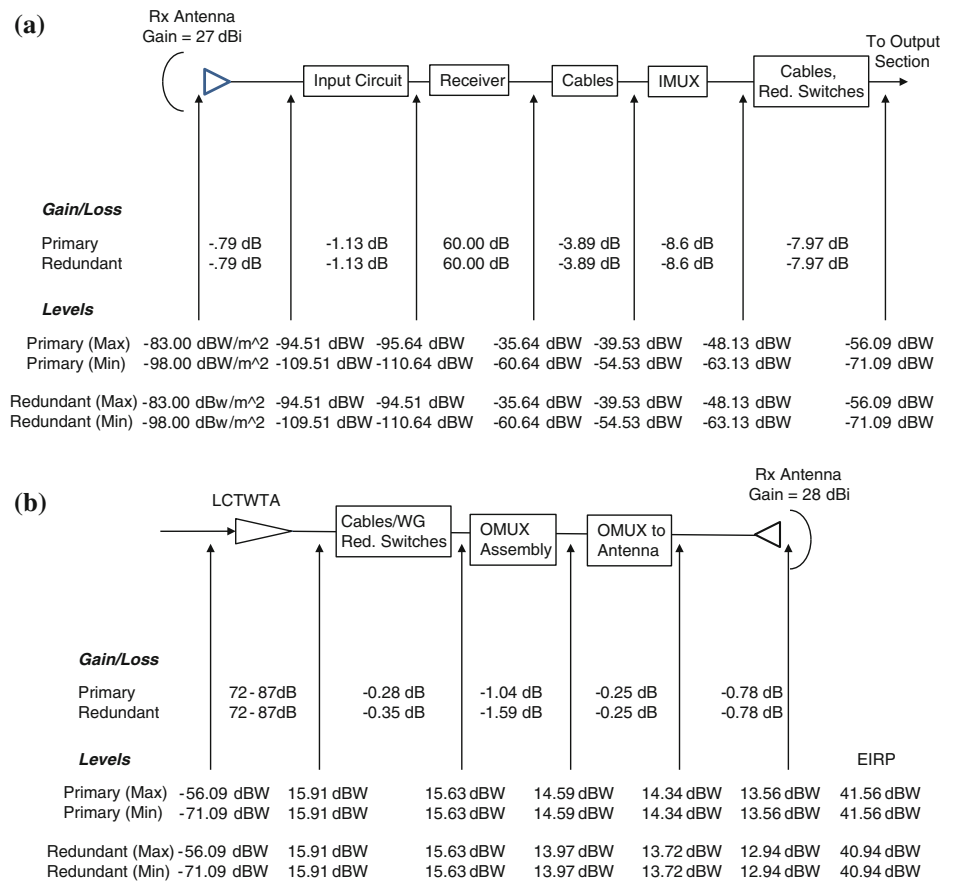 (a)
Rx Antenna
Gain = 27 dBi
To Output
Section
Input Circuit
Receiver
Cables
IMUX
Cables,
Red. Switches
Gain/Loss
Primary -.79 dB -1.13 dB 60.00 dB -3.89 dB -8.6 dB -7.97 dB
Redundant -.79 dB -1.13 dB 60.00 dB -3.89 dB -8.6 dB -7.97 dB
Levels
Primary (Max) -83.00 dBW/m^2 -94.51 dBW -95.64 dBW -35.64 dBW -39.53 dBW -48.13 dBW -56.09 dBW
Primary (Min) -98.00 dBW/m^2 -109.51 dBW -110.64 dBW -60.64 dBW -54.53 dBW -63.13 dBW -71.09 dBW
Redundant (Max) -83.00 dBw/m^2 -94.51 dBW -94.51 dBW -35.64 dBW -39.53 dBW -48.13 dBW -56.09 dBW
Redundant (Min) -98.00 dBw/m^2 -109.51 dBW -110.64 dBW -60.64 dBW -54.53 dBW -63.13 dBW -71.09 dBW
(b)
Rx Antenna
Gain = 28 dBi
LCTWTA
Cables/WG
Red. Switches
OMUX
Assembly
OMUX to
Antenna
Gain/Loss
Primary 72-87dB -0.28 dB -1.04 dB -0.25 dB -0.78 dB
Redundant 72-87dB -0.35 dB -1.59 dB -0.25 dB -0.78 dB
Levels EIRP
Primary (Max) -56.09 dBW 15.91 dBW 15.63 dBW 14.59 dBW 14.34 dBW 13.56 dBW 41.56 dBW
Primary (Min) -71.09 dBW 15.91 dBW 15.63 dBW 14.59 dBW 14.34 dBW 13.56 dBW 41.56 dBW
Redundant (Max) -56.09 dBW 15.91 dBW 15.63 dBW 13.97 dBW 13.72 dBW 12.94 dBW 40.94 dBW
Redundant (Min) -71.09 dBW 15.91 dBW 15.63 dBW 13.97 dBW 13.72 dBW 12.94 dBW 40.94 dBW